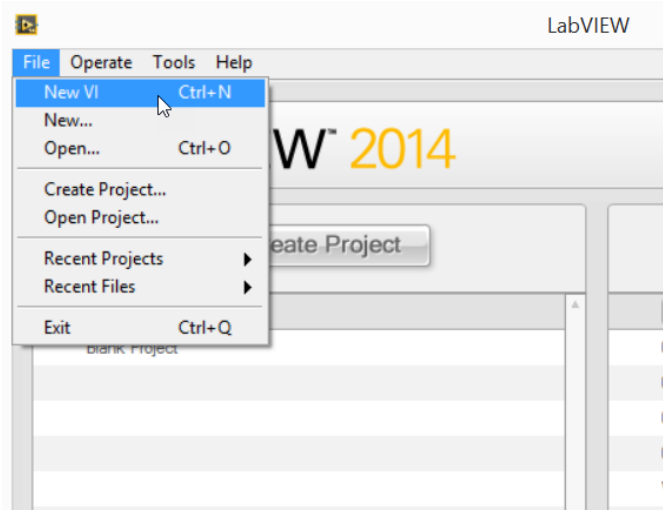 LabVIEW
File Operate Tools Help
New VI Ctrl+N
New...
Open... Ctrl+O
Create Project...
Open Project...
Recent Projects
Recent Files
Exit Ctrl+Q
W™ 2014
eate Project
Blank Project